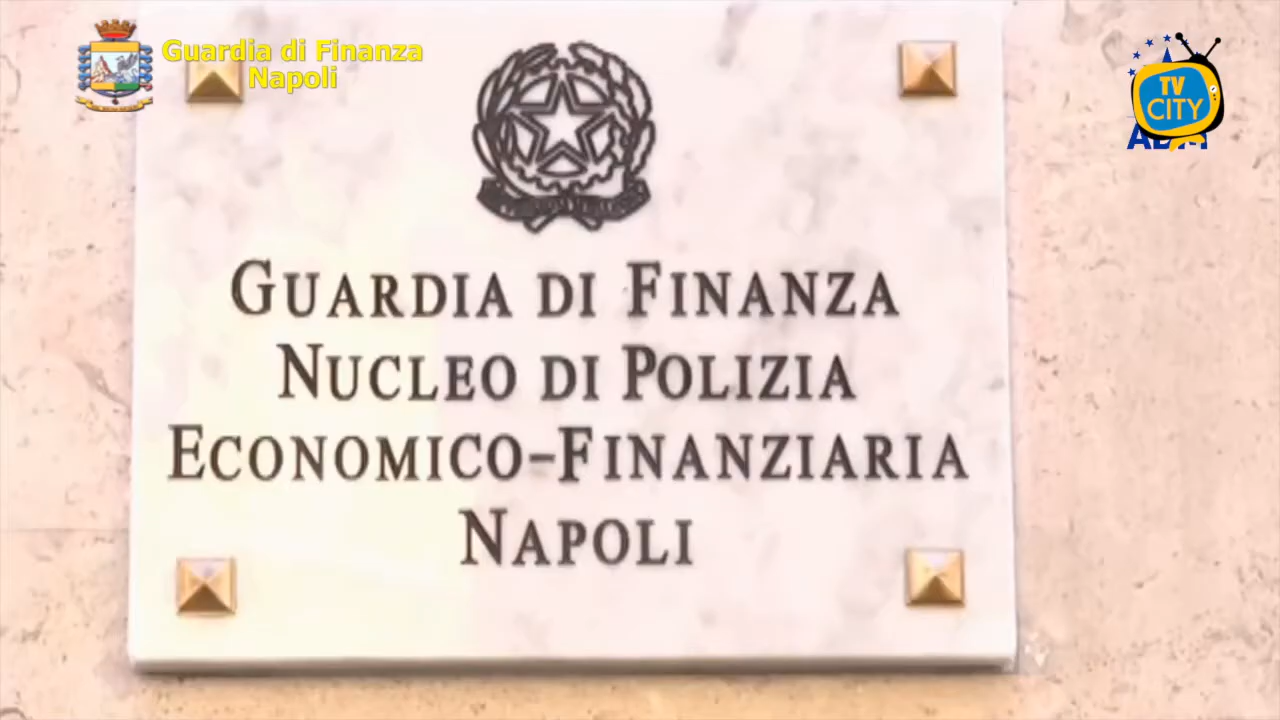 Guardia di Finanza
Napoli
TV
CITY
GUARDIA DI FINANZA
NUCLEO DI POLIZIA
ECONOMICO-FINANZIARIA
NAPOLI